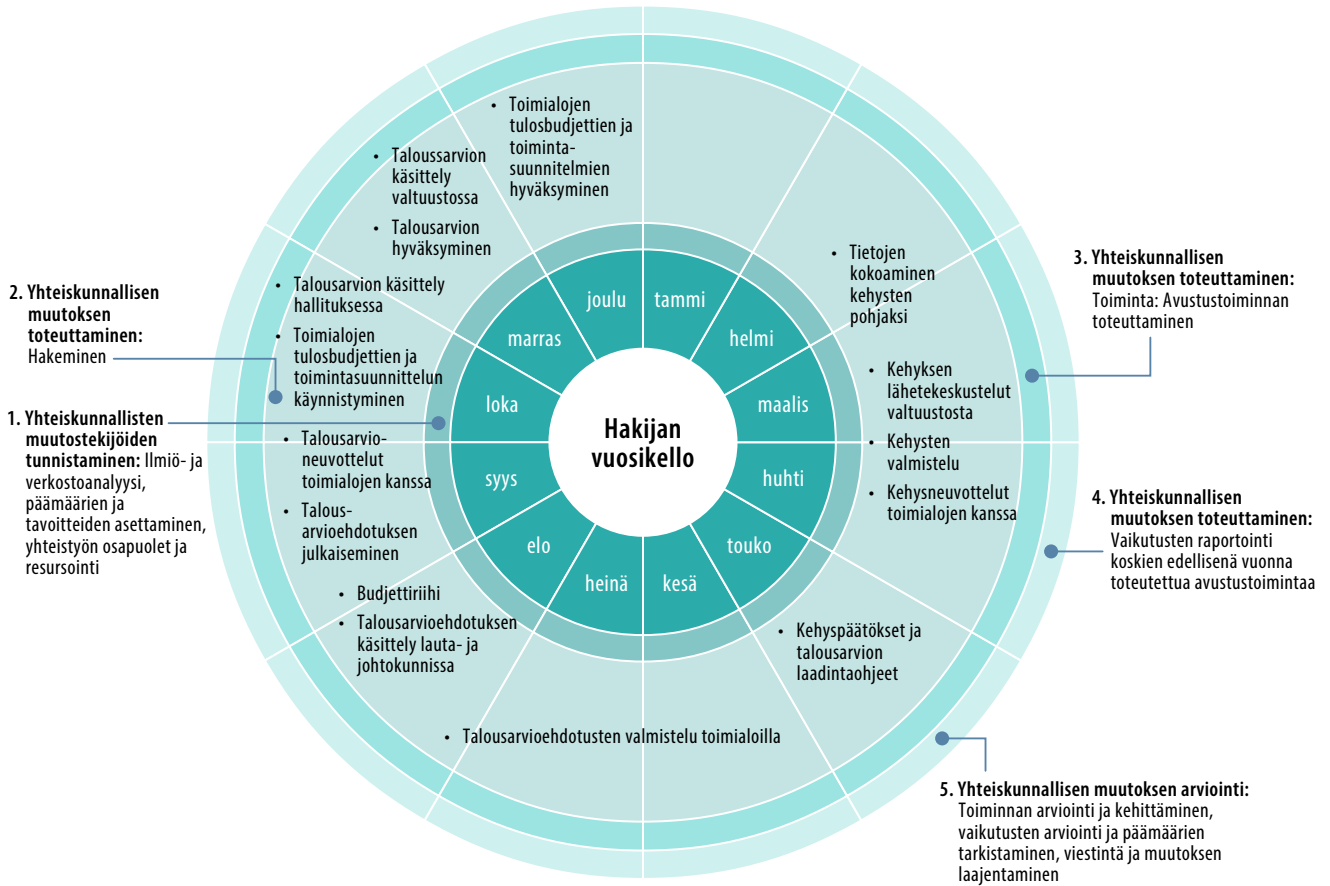 Hakijan
vuosikello
tammi
helmi
maalis
huhti
touko
kesä
heinä
elo
syys
loka
marras
joulu
• Toimialojen
tulosbudjettien ja
toiminta-
suunnitelmien
hyväksyminen
• Taloussarvion
käsittely
valtuustossa
• Talousarvion
hyväksyminen
• Talousarvion käsittely
hallituksessa
• Toimialojen
tulosbudjettien ja
toimintasuunnittelun
käynnistyminen
• Talousarvio-
neuvottelut
toimialojen kanssa
• Talous-
arvioehdotuksen
julkaiseminen
• Budjettiriihi
• Talousarvioehdotuksen
käsittely lauta- ja
johtokunnissa
• Talousarvioehdotusten valmistelu toimialoilla
• Kehyspäätökset ja
talousarvion
laadintaohjeet
• Tietojen
kokoaminen
kehysten
pohjaksi
• Kehyksen
lähetekeskustelut
valtuustosta
• Kehysten
valmistelu
• Kehysneuvottelut
toimialojen kanssa
2. Yhteiskunnallisen
muutoksen
toteuttaminen:
Hakeminen
1. Yhteiskunnallisten
muutostekijöiden
tunnistaminen: Ilmiö- ja
verkostoanalyysi,
päämäärien ja
tavoitteiden asettaminen,
yhteistyön osapuolet ja
resursointi
3. Yhteiskunnallisen
muutoksen toteuttaminen:
Toiminta: Avustustoiminnan
toteuttaminen
4. Yhteiskunnallisen
muutoksen toteuttaminen:
Vaikutusten raportointi
koskien edellisenä vuonna
toteutettua avustustoimintaa
5. Yhteiskunnallisen muutoksen arviointi:
Toiminnan arviointi ja kehittäminen,
vaikutusten arviointi ja päämäärien
tarkistaminen, viestintä ja muutoksen
laajentaminen